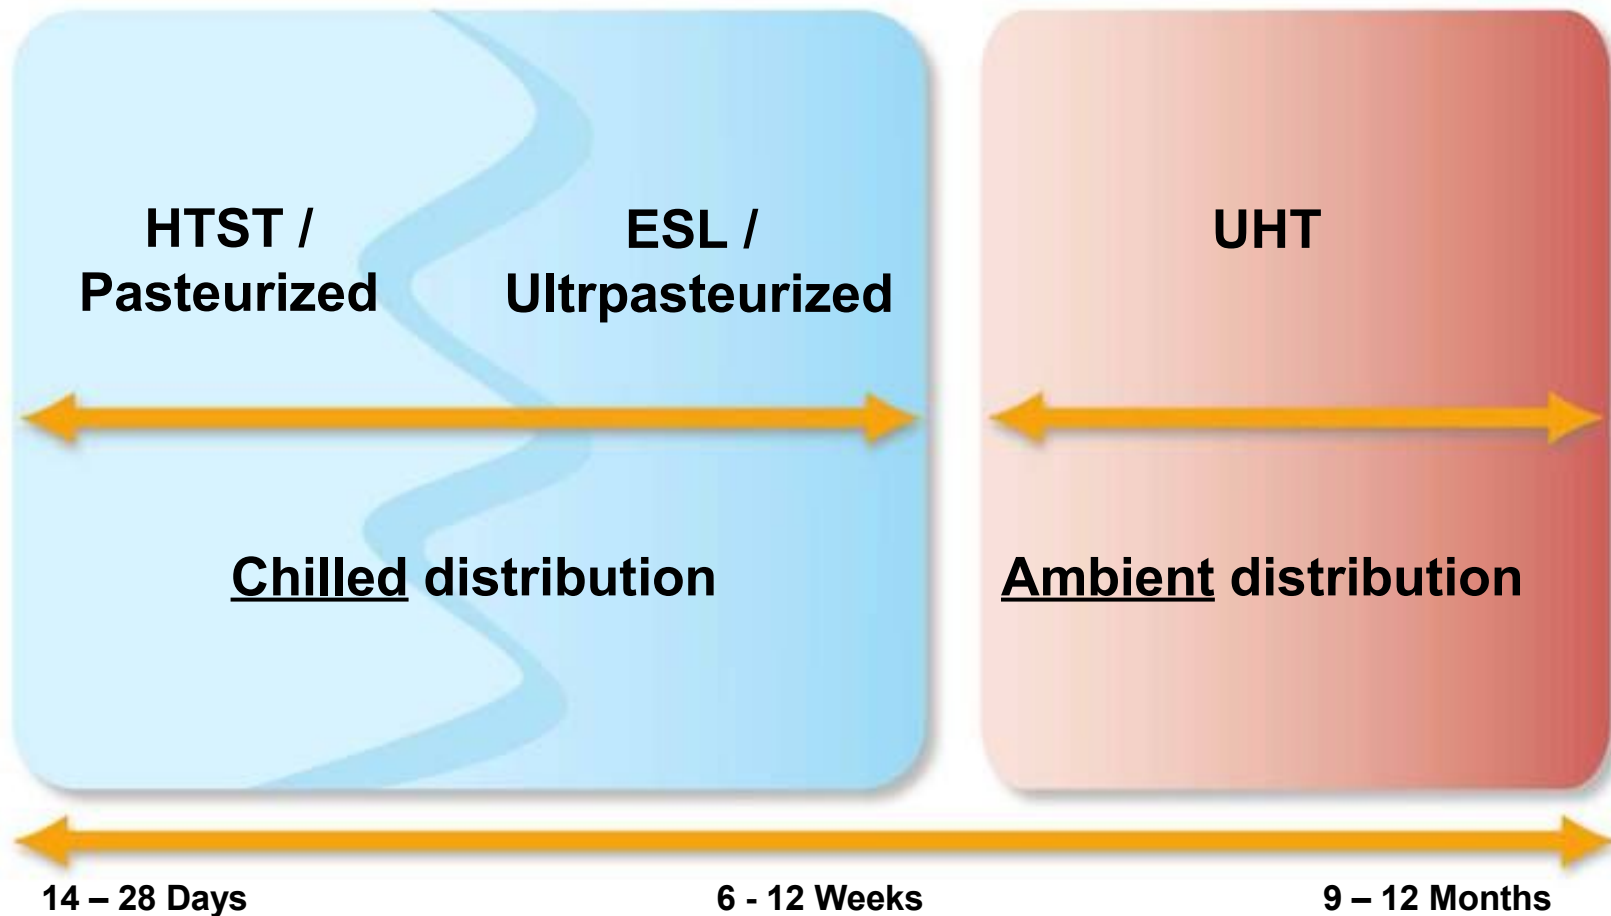 HTST /
Pasteurized
ESL /
Ultrpasteurized
UHT
Chilled distribution
Ambient distribution
14 – 28 Days
6 - 12 Weeks
9 – 12 Months